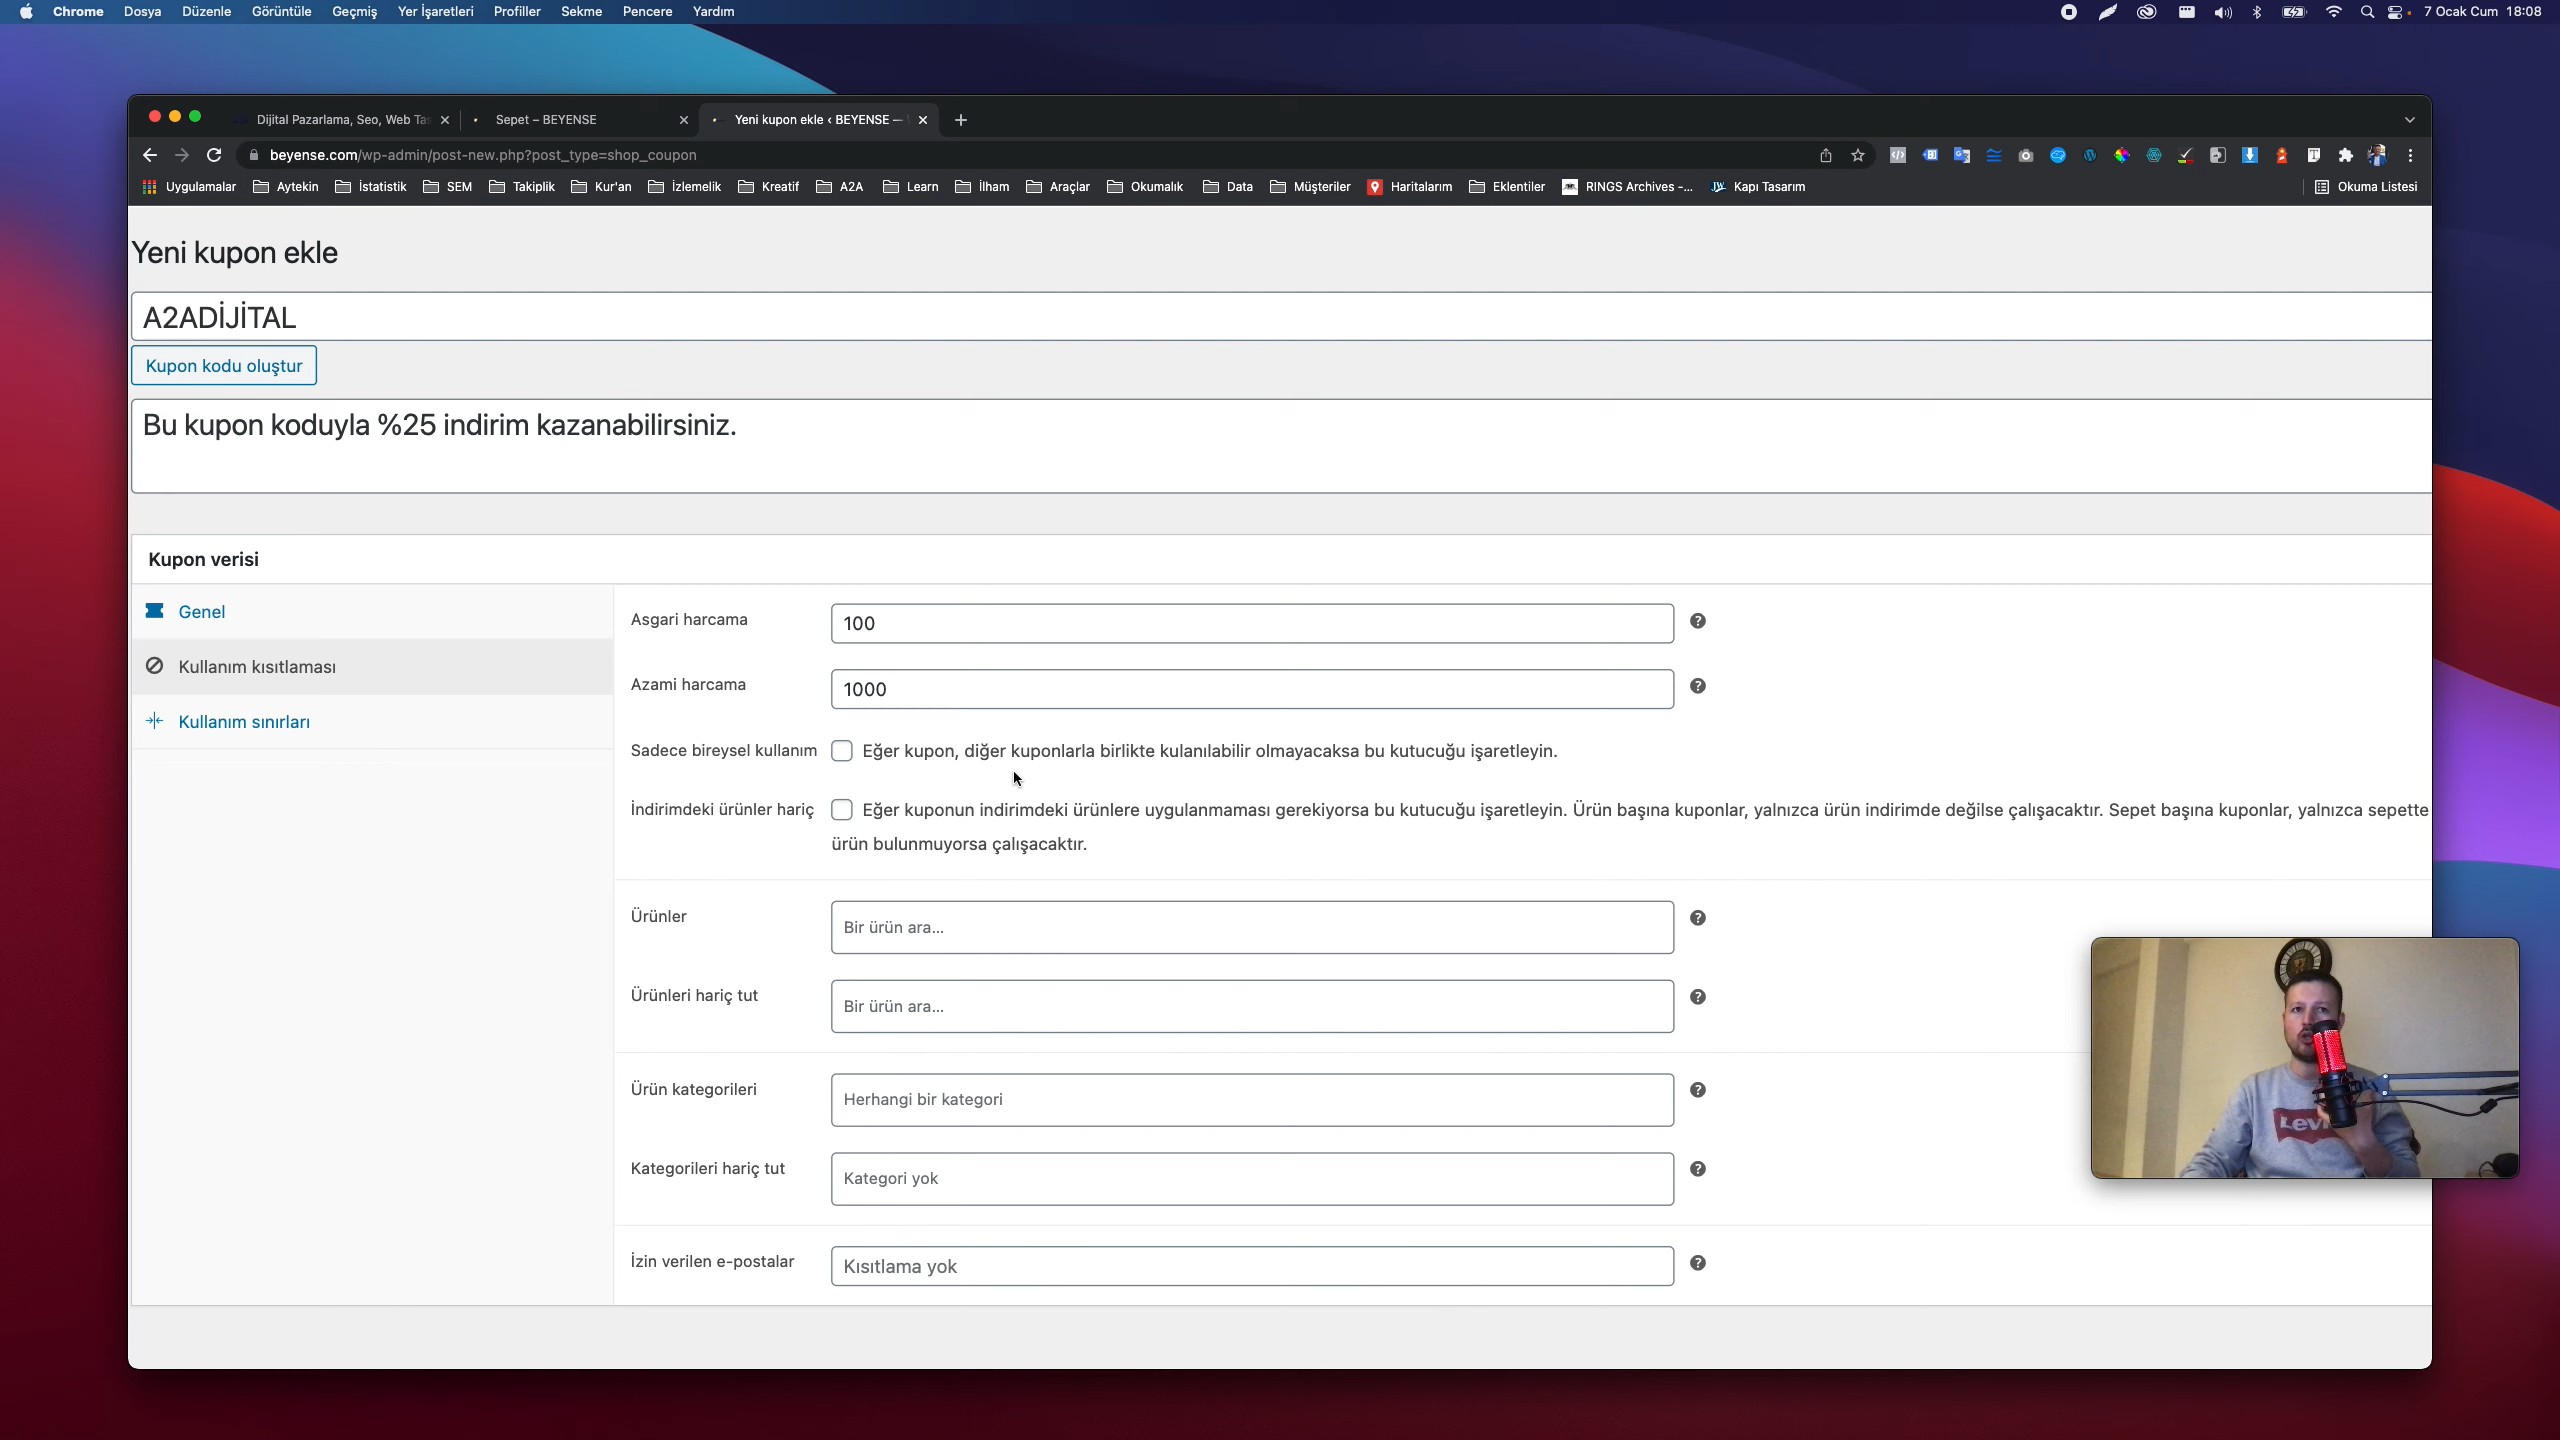 Chrome Dosya Düzenle Görüntüle Geçmiş Yer İşaretleri Profiller Sekme Pencere Yardım 7 Ocak Cum 18:08
Dijital Pazarlama, Seo, Web Tas Sepet – BEYENSE Yeni kupon ekle ‹ BEYENSE —
beyense.com/wp-admin/post-new.php?post_type=shop_coupon
Uygulamalar Aytekin İstatistik SEM Takiplik Kur'an İzlemelik Kreatif A2A Learn İlham Araçlar Okumalık Data Müşteriler Haritalarım Eklentiler RINGS Archives -... Kapı Tasarım Okuma Listesi
Yeni kupon ekle
A2ADİJİTAL
Kupon kodu oluştur
Bu kupon koduyla %25 indirim kazanabilirsiniz.
Kupon verisi
Genel
Kullanım kısıtlaması
Kullanım sınırları
Asgari harcama 100
Azami harcama 1000
Sadece bireysel kullanım Eğer kupon, diğer kuponlarla birlikte kulanılabilir olmayacaksa bu kutucuğu işaretleyin.
İndirimdeki ürünler hariç Eğer kuponun indirimdeki ürünlere uygulanmaması gerekiyorsa bu kutucuğu işaretleyin. Ürün başına kuponlar, yalnızca ürün indirimde değilse çalışacaktır. Sepet başına kuponlar, yalnızca sepette
ürün bulunmuyorsa çalışacaktır.
Ürünler Bir ürün ara...
Ürünleri hariç tut Bir ürün ara...
Ürün kategorileri Herhangi bir kategori
Kategorileri hariç tut Kategori yok
İzin verilen e-postalar Kısıtlama yok